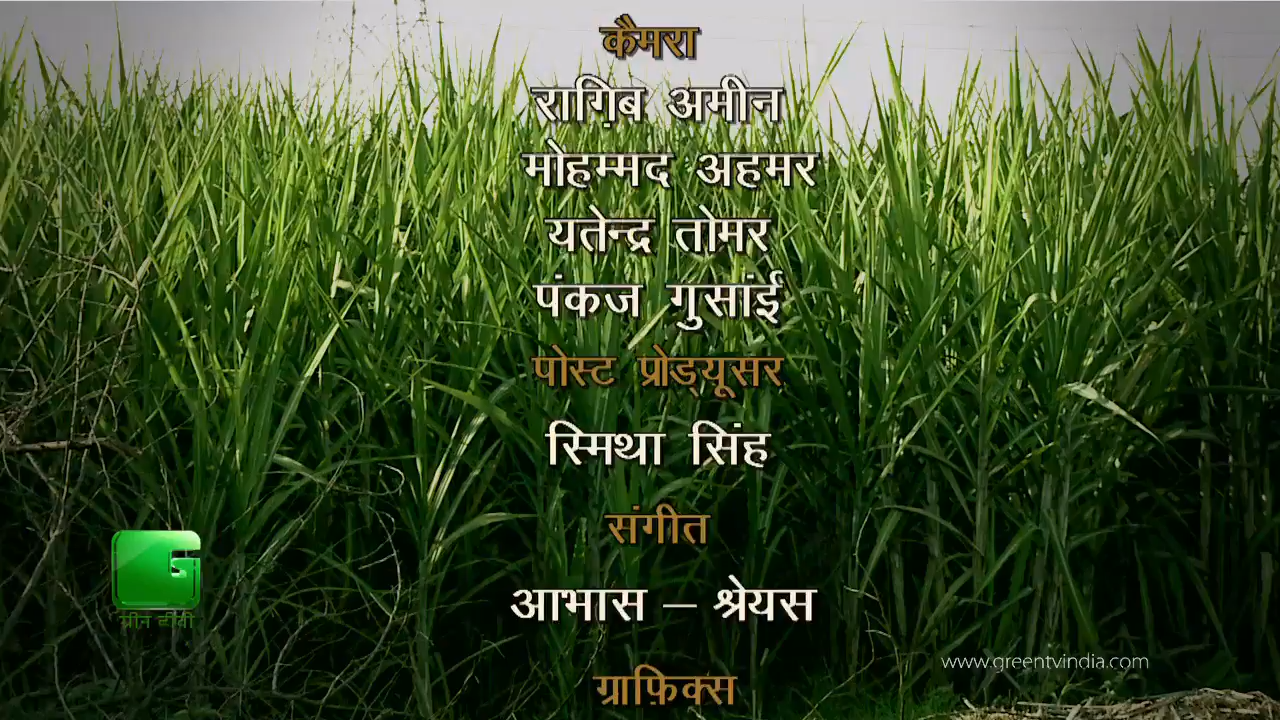 कैमरा
राग़िब अमीन
मोहम्मद अहमर
यतेन्द्र तोमर
पंकज गुसांई
पोस्ट प्रोड्यूसर
स्मिथा सिंह
संगीत
आभास – श्रेयस
ग्रीन टीवी
www.greentvindia.com
ग्राफ़िक्स